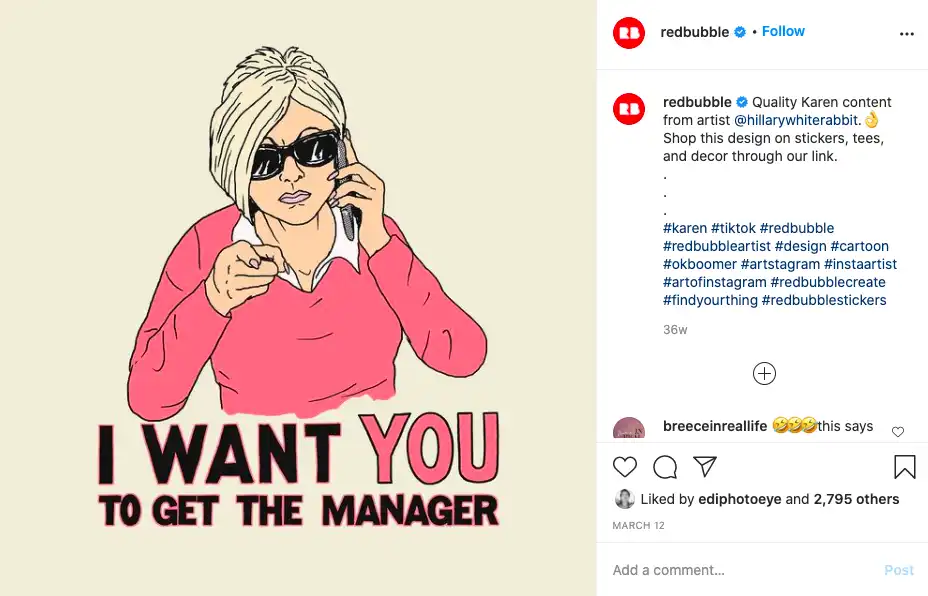 I WANT YOU
TO GET THE MANAGER
RB
redbubble • Follow
RB
redbubble Quality Karen content
from artist @hillarywhiterabbit.👌
Shop this design on stickers, tees,
and decor through our link.
.
.
.
#karen #tiktok #redbubble
#redbubbleartist #design #cartoon
#okboomer #artstagram #instaartist
#artofinstagram #redbubblecreate
#findyourthing #redbubblestickers
36w
breeceinreallife 🤣🤣🤣this says
Liked by ediphotoeye and 2,795 others
MARCH 12
Add a comment...
Post